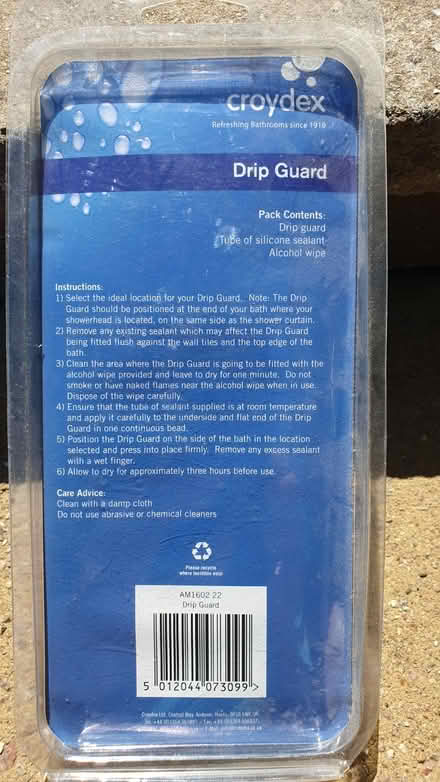 croydex
Refreshing Bathrooms since 1919
Drip Guard
Pack Contents:
Drip guard
Tube of silicone sealant
Alcohol wipe
Instructions:
1) Select the ideal location for your Drip Guard. Note: The Drip
Guard should be positioned at the end of your bath where your
showerhead is located, on the same side as the shower curtain.
2) Remove any existing sealant which may affect the Drip Guard
being fitted flush against the wall tiles and the top edge of the
bath.
3) Clean the area where the Drip Guard is going to be fitted with the
alcohol wipe provided and leave to dry for one minute. Do not
smoke or have naked flames near the alcohol wipe when in use.
Dispose of the wipe carefully.
4) Ensure that the tube of sealant supplied is at room temperature
and apply it carefully to the underside and flat end of the Drip
Guard in one continuous bead.
5) Position the Drip Guard on the side of the bath in the location
selected and press into place firmly. Remove any excess sealant
with a wet finger.
6) Allow to dry for approximately three hours before use.
Care Advice:
Clean with a damp cloth
Do not use abrasive or chemical cleaners
Please recycle
where facilities exist
AM1602 22
Drip Guard
5 012044 073099 >
Croydex Ltd, Central Way, Andover, Hants,